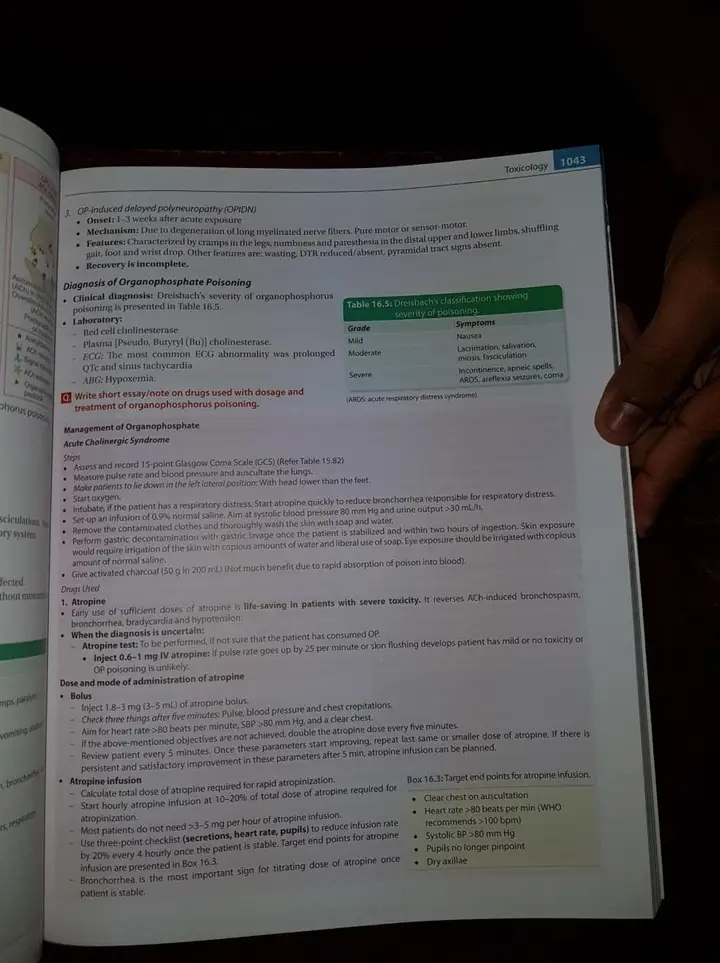 Toxicology 1043
3. OP-induced delayed polyneuropathy (OPIDN)
• Onset: 1–3 weeks after acute exposure
• Mechanism: Due to degeneration of long myelinated nerve fibers. Pure motor or sensor-motor.
• Features: Characterized by cramps in the legs, numbness and paresthesia in the distal upper and lower limbs, shuffling
gait, foot and wrist drop. Other features are: wasting, DTR reduced/absent, pyramidal tract signs absent.
• Recovery is incomplete.
Diagnosis of Organophosphate Poisoning
• Clinical diagnosis: Dreisbach's severity of organophosphorus
poisoning is presented in Table 16.5.
• Laboratory:
– Red cell cholinesterase
– Plasma [Pseudo, Butyryl (Bu)] cholinesterase.
– ECG: The most common ECG abnormality was prolonged
QTc and sinus tachycardia
– ABG: Hypoxemia.
Table 16.5: Dreisbach's classification showing
severity of poisoning.
Grade Symptoms
Mild Nausea
Moderate Lacrimation, salivation,
miosis, fasciculation
Severe Incontinence, apneic spells,
ARDS, areflexia seizures, coma
(ARDS: acute respiratory distress syndrome)
Q. Write short essay/note on drugs used with dosage and
treatment of organophosphorus poisoning.
Management of Organophosphate
Acute Cholinergic Syndrome
Steps
• Assess and record 15-point Glasgow Coma Scale (GCS) (Refer Table 15.82)
• Measure pulse rate and blood pressure and auscultate the lungs.
• Make patients to lie down in the left lateral position: With head lower than the feet.
• Start oxygen.
• Intubate, if the patient has a respiratory distress. Start atropine quickly to reduce bronchorrhea responsible for respiratory distress.
• Set-up an infusion of 0.9% normal saline. Aim at systolic blood pressure 80 mm Hg and urine output >30 mL/h.
• Remove the contaminated clothes and thoroughly wash the skin with soap and water.
• Perform gastric decontamination with gastric lavage once the patient is stabilized and within two hours of ingestion. Skin exposure
would require irrigation of the skin with copious amounts of water and liberal use of soap. Eye exposure should be irrigated with copious
amount of normal saline.
• Give activated charcoal (50 g in 200 mL) (Not much benefit due to rapid absorption of poison into blood).
Drugs Used
1. Atropine
• Early use of sufficient doses of atropine is life-saving in patients with severe toxicity. It reverses ACh-induced bronchospasm,
bronchorrhea, bradycardia and hypotension.
• When the diagnosis is uncertain:
– Atropine test: To be performed, if not sure that the patient has consumed OP.
♦ Inject 0.6–1 mg IV atropine: If pulse rate goes up by 25 per minute or skin flushing develops patient has mild or no toxicity or
OP poisoning is unlikely.
Dose and mode of administration of atropine
• Bolus
– Inject 1.8–3 mg (3–5 mL) of atropine bolus.
– Check three things after five minutes: Pulse, blood pressure and chest crepitations.
– Aim for heart rate >80 beats per minute, SBP >80 mm Hg, and a clear chest.
– If the above-mentioned objectives are not achieved, double the atropine dose every five minutes.
– Review patient every 5 minutes. Once these parameters start improving, repeat last same or smaller dose of atropine. If there is
persistent and satisfactory improvement in these parameters after 5 min, atropine infusion can be planned.
• Atropine infusion
– Calculate total dose of atropine required for rapid atropinization.
– Start hourly atropine infusion at 10–20% of total dose of atropine required for
atropinization.
– Most patients do not need >3–5 mg per hour of atropine infusion.
– Use three-point checklist (secretions, heart rate, pupils) to reduce infusion rate
by 20% every 4 hourly once the patient is stable. Target end points for atropine
infusion are presented in Box 16.3.
– Bronchorrhea is the most important sign for titrating dose of atropine once
patient is stable.
Box 16.3: Target end points for atropine infusion.
• Clear chest on auscultation
• Heart rate >80 beats per min (WHO
recommends >100 bpm)
• Systolic BP >80 mm Hg
• Pupils no longer pinpoint
• Dry axillae